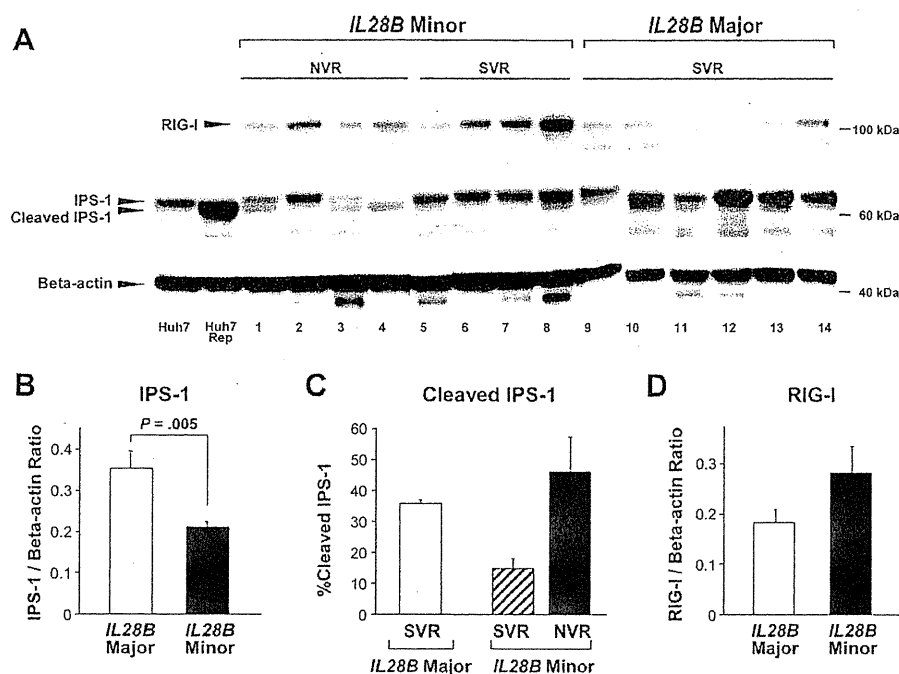 A
IL28B Minor
IL28B Major
NVR
SVR
SVR
RIG-I
100 kDa
IPS-1
Cleaved IPS-1
60 kDa
Beta-actin
40 kDa
Huh7
Huh7 Rep
1 2 3 4 5 6 7 8 9 10 11 12 13 14
B
IPS-1
P = .005
IPS-1 / Beta-actin Ratio
0.4
0.3
0.2
0.1
0
IL28B Major
IL28B Minor
C
Cleaved IPS-1
%Cleaved IPS-1
60
50
40
30
20
10
0
SVR
SVR
NVR
IL28B Major
IL28B Minor
D
RIG-I
RIG-I / Beta-actin Ratio
0.3
0.2
0.1
0
IL28B Major
IL28B Minor